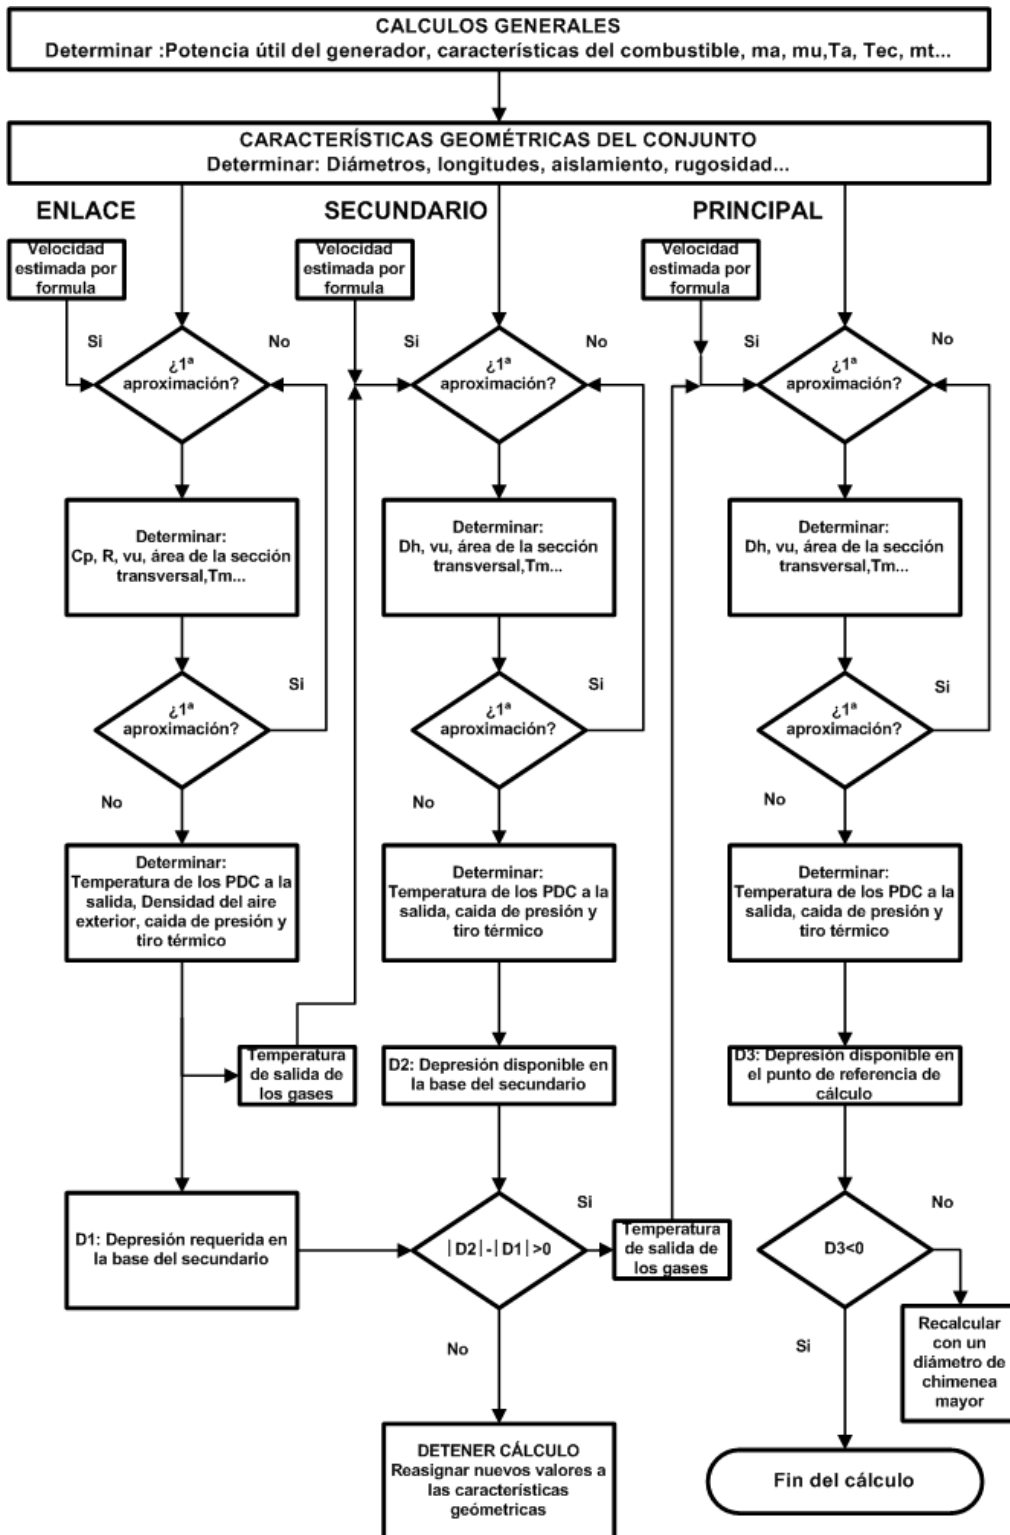 CALCULOS GENERALES
Determinar :Potencia útil del generador, características del combustible, ma, mu,Ta, Tec, mt...
CARACTERÍSTICAS GEOMÉTRICAS DEL CONJUNTO
Determinar: Diámetros, longitudes, aislamiento, rugosidad...
ENLACE
SECUNDARIO
PRINCIPAL
Velocidad
estimada por
formula
Velocidad
estimada por
formula
Velocidad
estimada por
formula
Si
No
Si
No
Si
No
¿1ª
aproximación?
¿1ª
aproximación?
¿1ª
aproximación?
Determinar:
Cp, R, vu, área de la sección
transversal,Tm...
Determinar:
Dh, vu, área de la sección
transversal,Tm...
Determinar:
Dh, vu, área de la sección
transversal,Tm...
¿1ª
aproximación?
Si
¿1ª
aproximación?
Si
¿1ª
aproximación?
Si
No
No
No
Determinar:
Temperatura de los PDC a la
salida, Densidad del aire
exterior, caida de presión y
tiro térmico
Determinar:
Temperatura de los PDC a la
salida, caida de presión y
tiro térmico
Determinar:
Temperatura de los PDC a la
salida, caida de presión y
tiro térmico
Temperatura
de salida de
los gases
D2: Depresión disponible en
la base del secundario
D3: Depresión disponible en
el punto de referencia de
cálculo
D1: Depresión requerida en
la base del secundario
|D2|-|D1|>0
Si
Temperatura
de salida de
los gases
D3<0
No
No
Si
Recalcular
con un
diámetro de
chimenea
mayor
DETENER CÁLCULO
Reasignar nuevos valores a
las características
geómetricas
Fin del cálculo